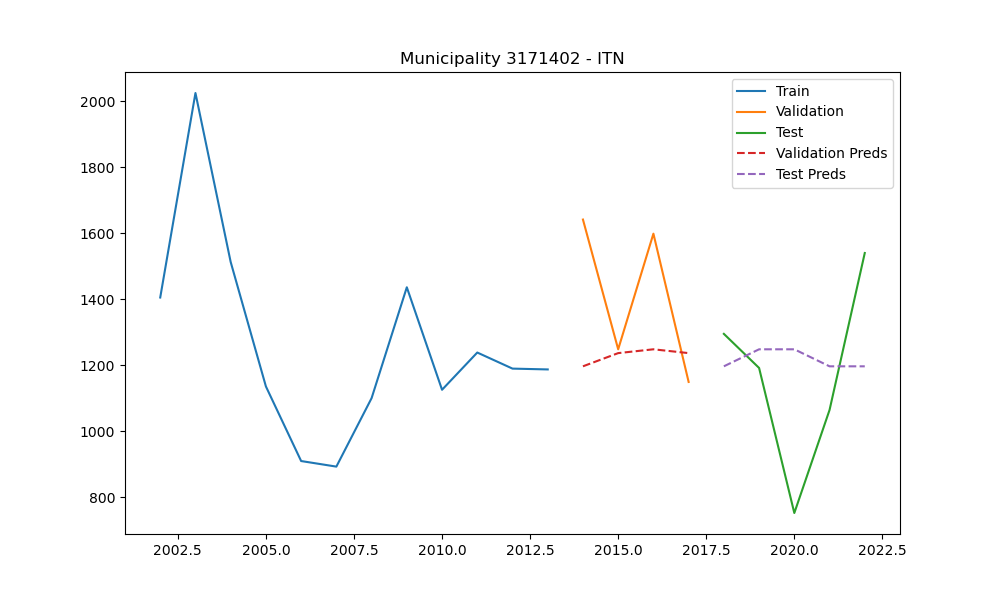 Municipality 3171402 - ITN
Train
Validation
Test
Validation Preds
Test Preds
2000
1800
1600
1400
1200
1000
800
2002.5 2005.0 2007.5 2010.0 2012.5 2015.0 2017.5 2020.0 2022.5